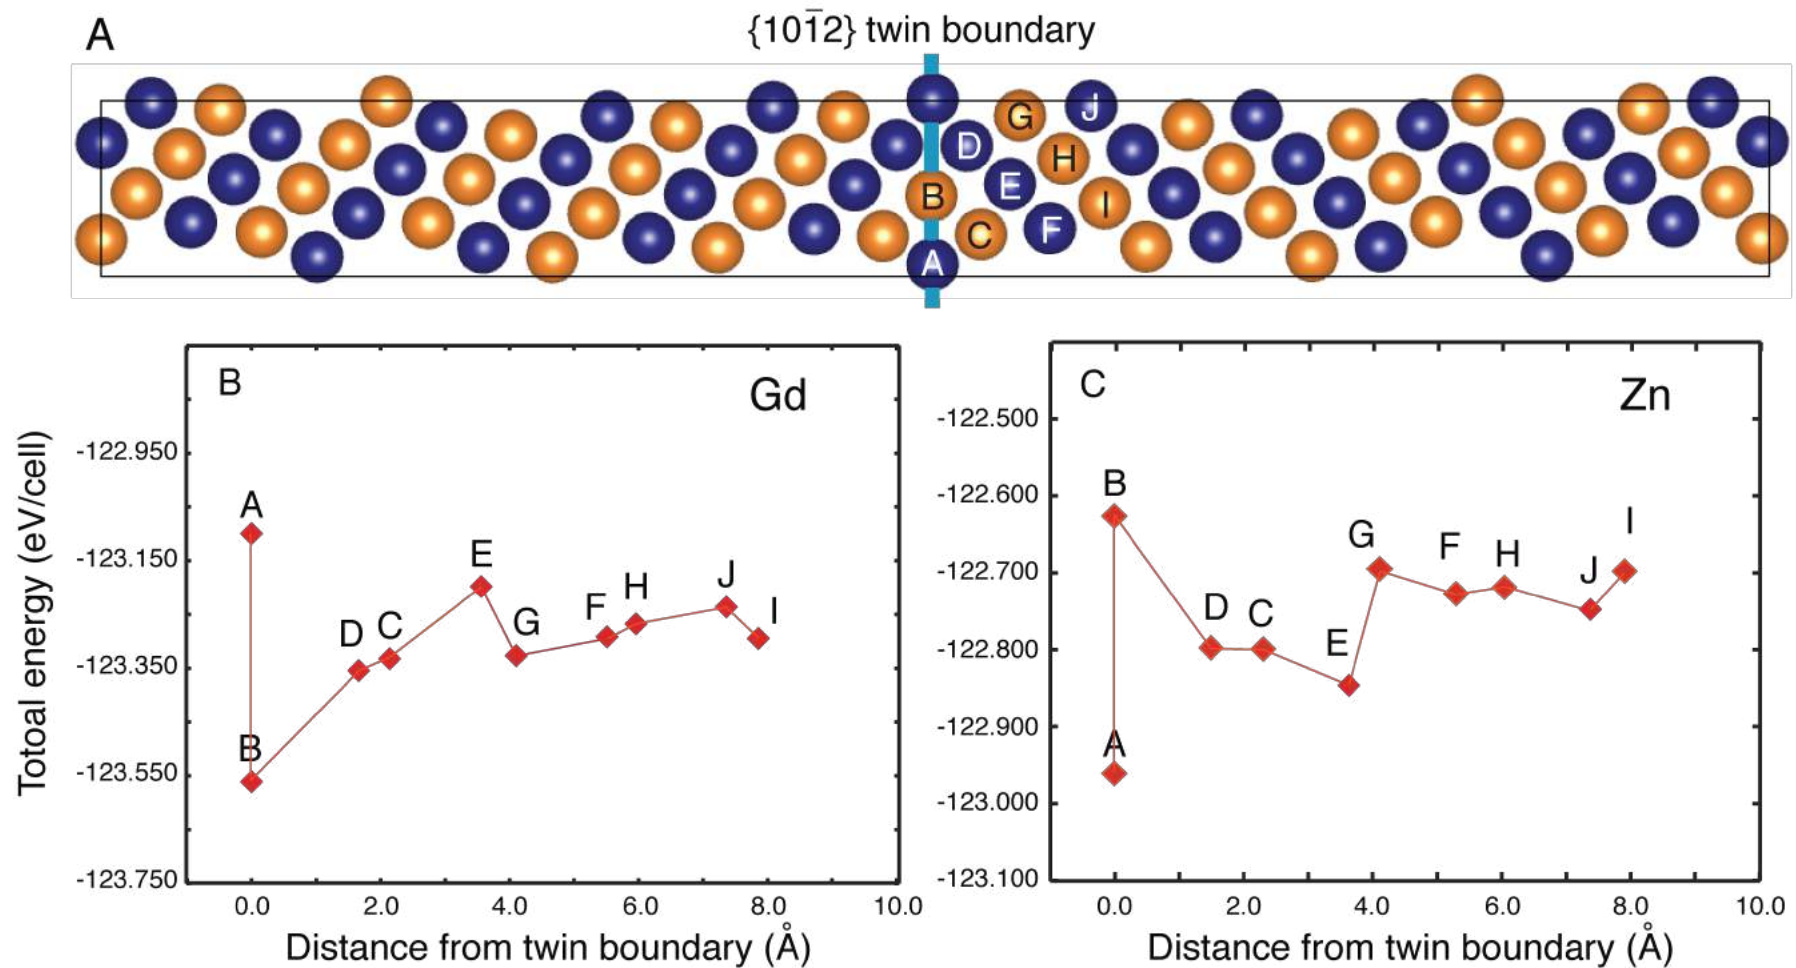 A
{101̄2} twin boundary
G
J
D
H
E
B
I
C
F
A
B
Gd
-122.950
-123.150
-123.350
-123.550
-123.750
Totoal energy (eV/cell)
A
B
D
C
E
G
F
H
J
I
0.0 2.0 4.0 6.0 8.0 10.0
Distance from twin boundary (Å)
C
Zn
-122.500
-122.600
-122.700
-122.800
-122.900
-123.000
-123.100
B
A
D
C
E
G
F
H
J
I
0.0 2.0 4.0 6.0 8.0 10.0
Distance from twin boundary (Å)